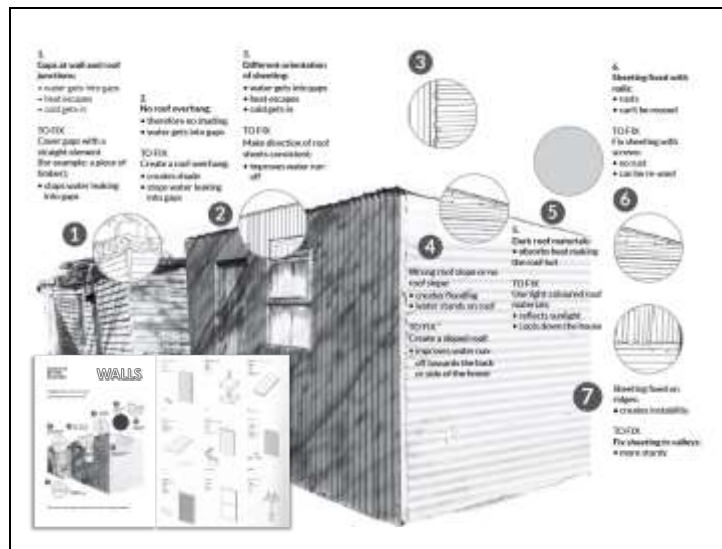 1.
Gaps at wall and roof
junctions:
• water gets into gaps
• heat escapes
• cold gets in
TO FIX
Cover gaps with a
straight element
(for example: a piece of
timber):
• stops water leaking
into gaps
2.
No roof overhang:
• therefore no shading
• water gets into gaps
TO FIX
Create a roof overhang:
• creates shade
• stops water leaking
into gaps
3.
Different orientation
of sheeting:
• water gets into gaps
• heat escapes
• cold gets in
TO FIX
Make direction of roof
sheets consistent:
• improves water run-
off
1
2
3
4
Wrong roof slope or no
roof slope:
• creates flooding
• water stands on roof
TO FIX
Create a sloped roof:
• improves water run-
off towards the back
or side of the house
5
5.
Dark roof materials:
• absorbs heat making
the roof hot
TO FIX
Use light coloured roof
materials:
• reflects sunlight
• cools down the house
6.
Sheeting fixed with
nails:
• rusts
• can't be reused
TO FIX
Fix sheeting with
screws:
• no rust
• can be re-used
6
7
Sheeting fixed on
ridges:
• creates instability
TO FIX
Fix sheeting in valleys:
• more sturdy
WALLS